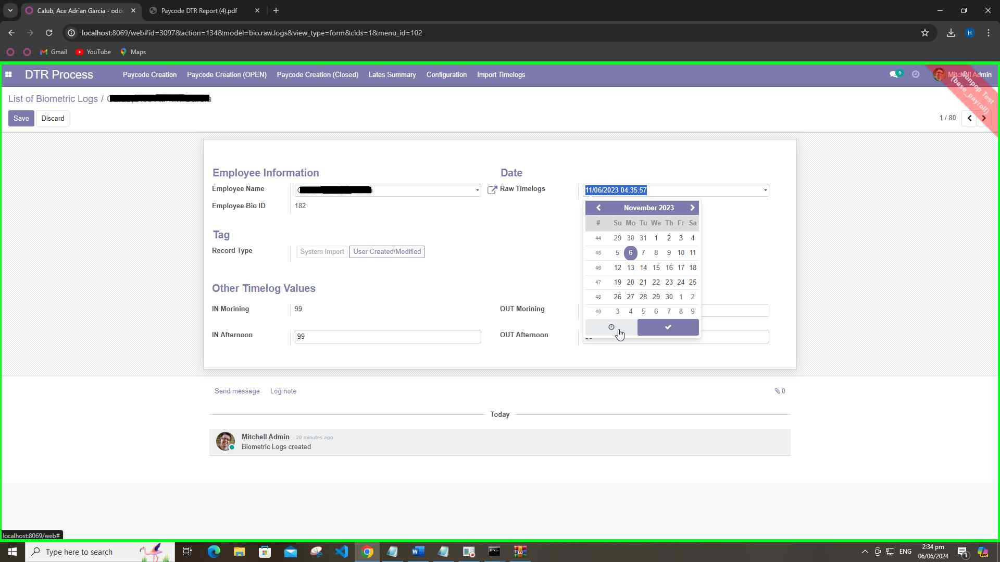 Calub, Ace Adrian Garcia - odoo
Paycode DTR Report (4).pdf
localhost:8069/web#id=3097&action=134&model=bio.raw.logs&view_type=form&cids=1&menu_id=102
H
Gmail
YouTube
Maps
DTR Process
Paycode Creation
Paycode Creation (OPEN)
Paycode Creation (Closed)
Lates Summary
Configuration
Import Timelogs
5
Mitchell Admin
Runpop Test
(base_payroll)
List of Biometric Logs /
Save
Discard
1 / 80
Employee Information
Date
Employee Name
Raw Timelogs
11/06/2023 04:35:57
Employee Bio ID
182
November 2023
# Su Mo Tu We Th Fr Sa
44 29 30 31 1 2 3 4
45 5 6 7 8 9 10 11
46 12 13 14 15 16 17 18
47 19 20 21 22 23 24 25
48 26 27 28 29 30 1 2
49 3 4 5 6 7 8 9
Tag
Record Type
System Import
User Created/Modified
Other Timelog Values
IN Morining
99
OUT Morining
IN Afternoon
99
OUT Afternoon
Send message
Log note
0
Today
Mitchell Admin - 29 minutes ago
Biometric Logs created
localhost:8069/web#
Type here to search
ENG
2:34 pm
06/06/2024
1